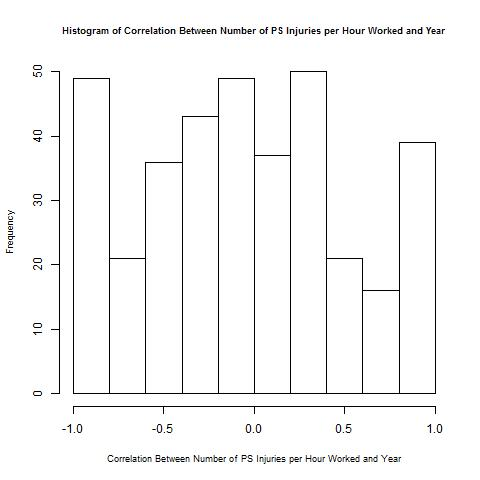 Histogram of Correlation Between Number of PS Injuries per Hour Worked and Year
50
40
30
20
10
0
Frequency
-1.0 -0.5 0.0 0.5 1.0
Correlation Between Number of PS Injuries per Hour Worked and Year